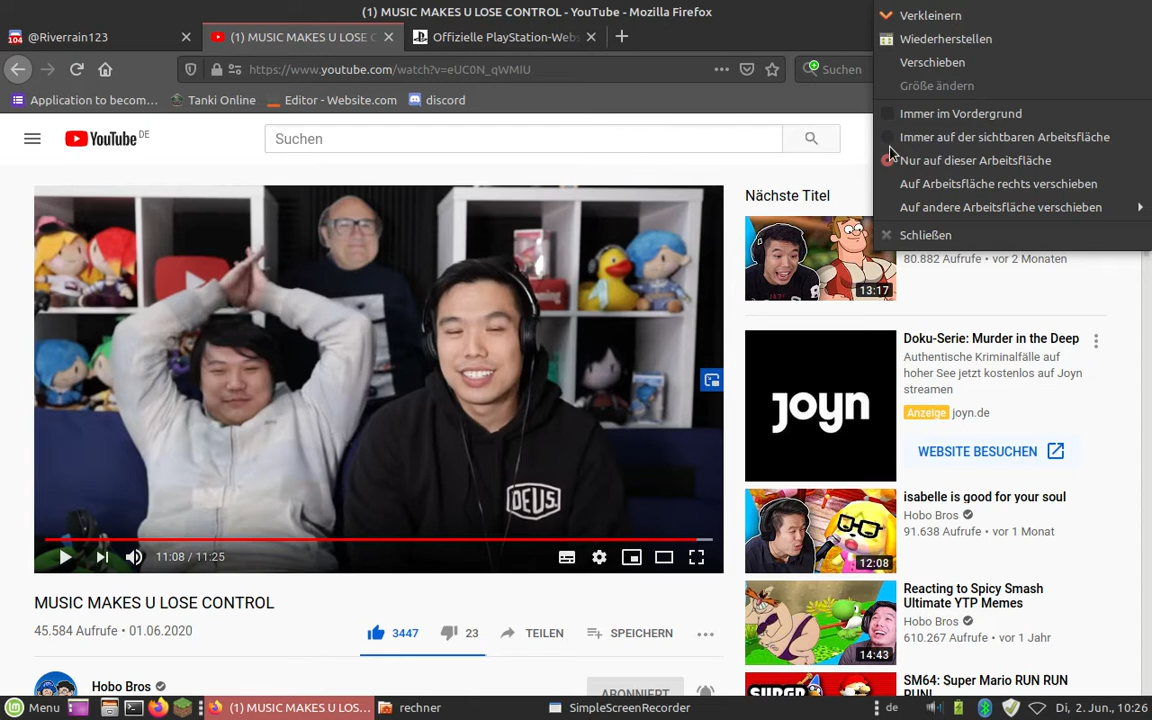 (1) MUSIC MAKES U LOSE CONTROL - YouTube - Mozilla Firefox
104 @Riverrain123
(1) MUSIC MAKES U LOSE C
Offizielle PlayStation-Webs
https://www.youtube.com/watch?v=eUC0N_qWMIU
Suchen
Application to becom…
Tanki Online
Editor - Website.com
discord
Verkleinern
Wiederherstellen
Verschieben
Größe ändern
Immer im Vordergrund
Immer auf der sichtbaren Arbeitsfläche
Nur auf dieser Arbeitsfläche
Auf Arbeitsfläche rechts verschieben
Auf andere Arbeitsfläche verschieben
Schließen
YouTube DE
Suchen
DEUS
11:08 / 11:25
MUSIC MAKES U LOSE CONTROL
45.584 Aufrufe • 01.06.2020
3447
23
TEILEN
SPEICHERN
Hobo Bros
ABONNIERT
Nächste Titel
13:17
80.882 Aufrufe • vor 2 Monaten
joyn
Doku-Serie: Murder in the Deep
Authentische Kriminalfälle auf
hoher See jetzt kostenlos auf Joyn
streamen
Anzeige joyn.de
WEBSITE BESUCHEN
12:08
isabelle is good for your soul
Hobo Bros
91.638 Aufrufe • vor 1 Monat
14:43
Reacting to Spicy Smash
Ultimate YTP Memes
Hobo Bros
610.267 Aufrufe • vor 1 Jahr
SUPER MARIO
SM64: Super Mario RUN RUN
RUN!
Menu
(1) MUSIC MAKES U LOS…
rechner
SimpleScreenRecorder
de
Di, 2. Jun., 10:26